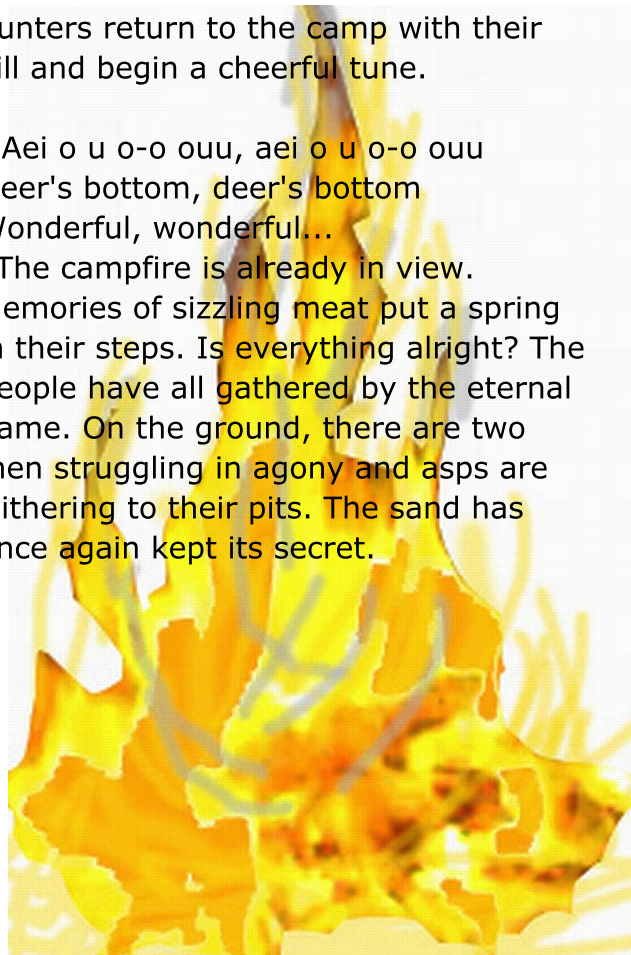 unters return to the camp with their
ill and begin a cheerful tune.
Aei o u o-o ouu, aei o u o-o ouu
eer's bottom, deer's bottom
onderful, wonderful...
The campfire is already in view.
emories of sizzling meat put a spring
their steps. Is everything alright? The
eople have all gathered by the eternal
ame. On the ground, there are two
en struggling in agony and asps are
ithering to their pits. The sand has
nce again kept its secret.